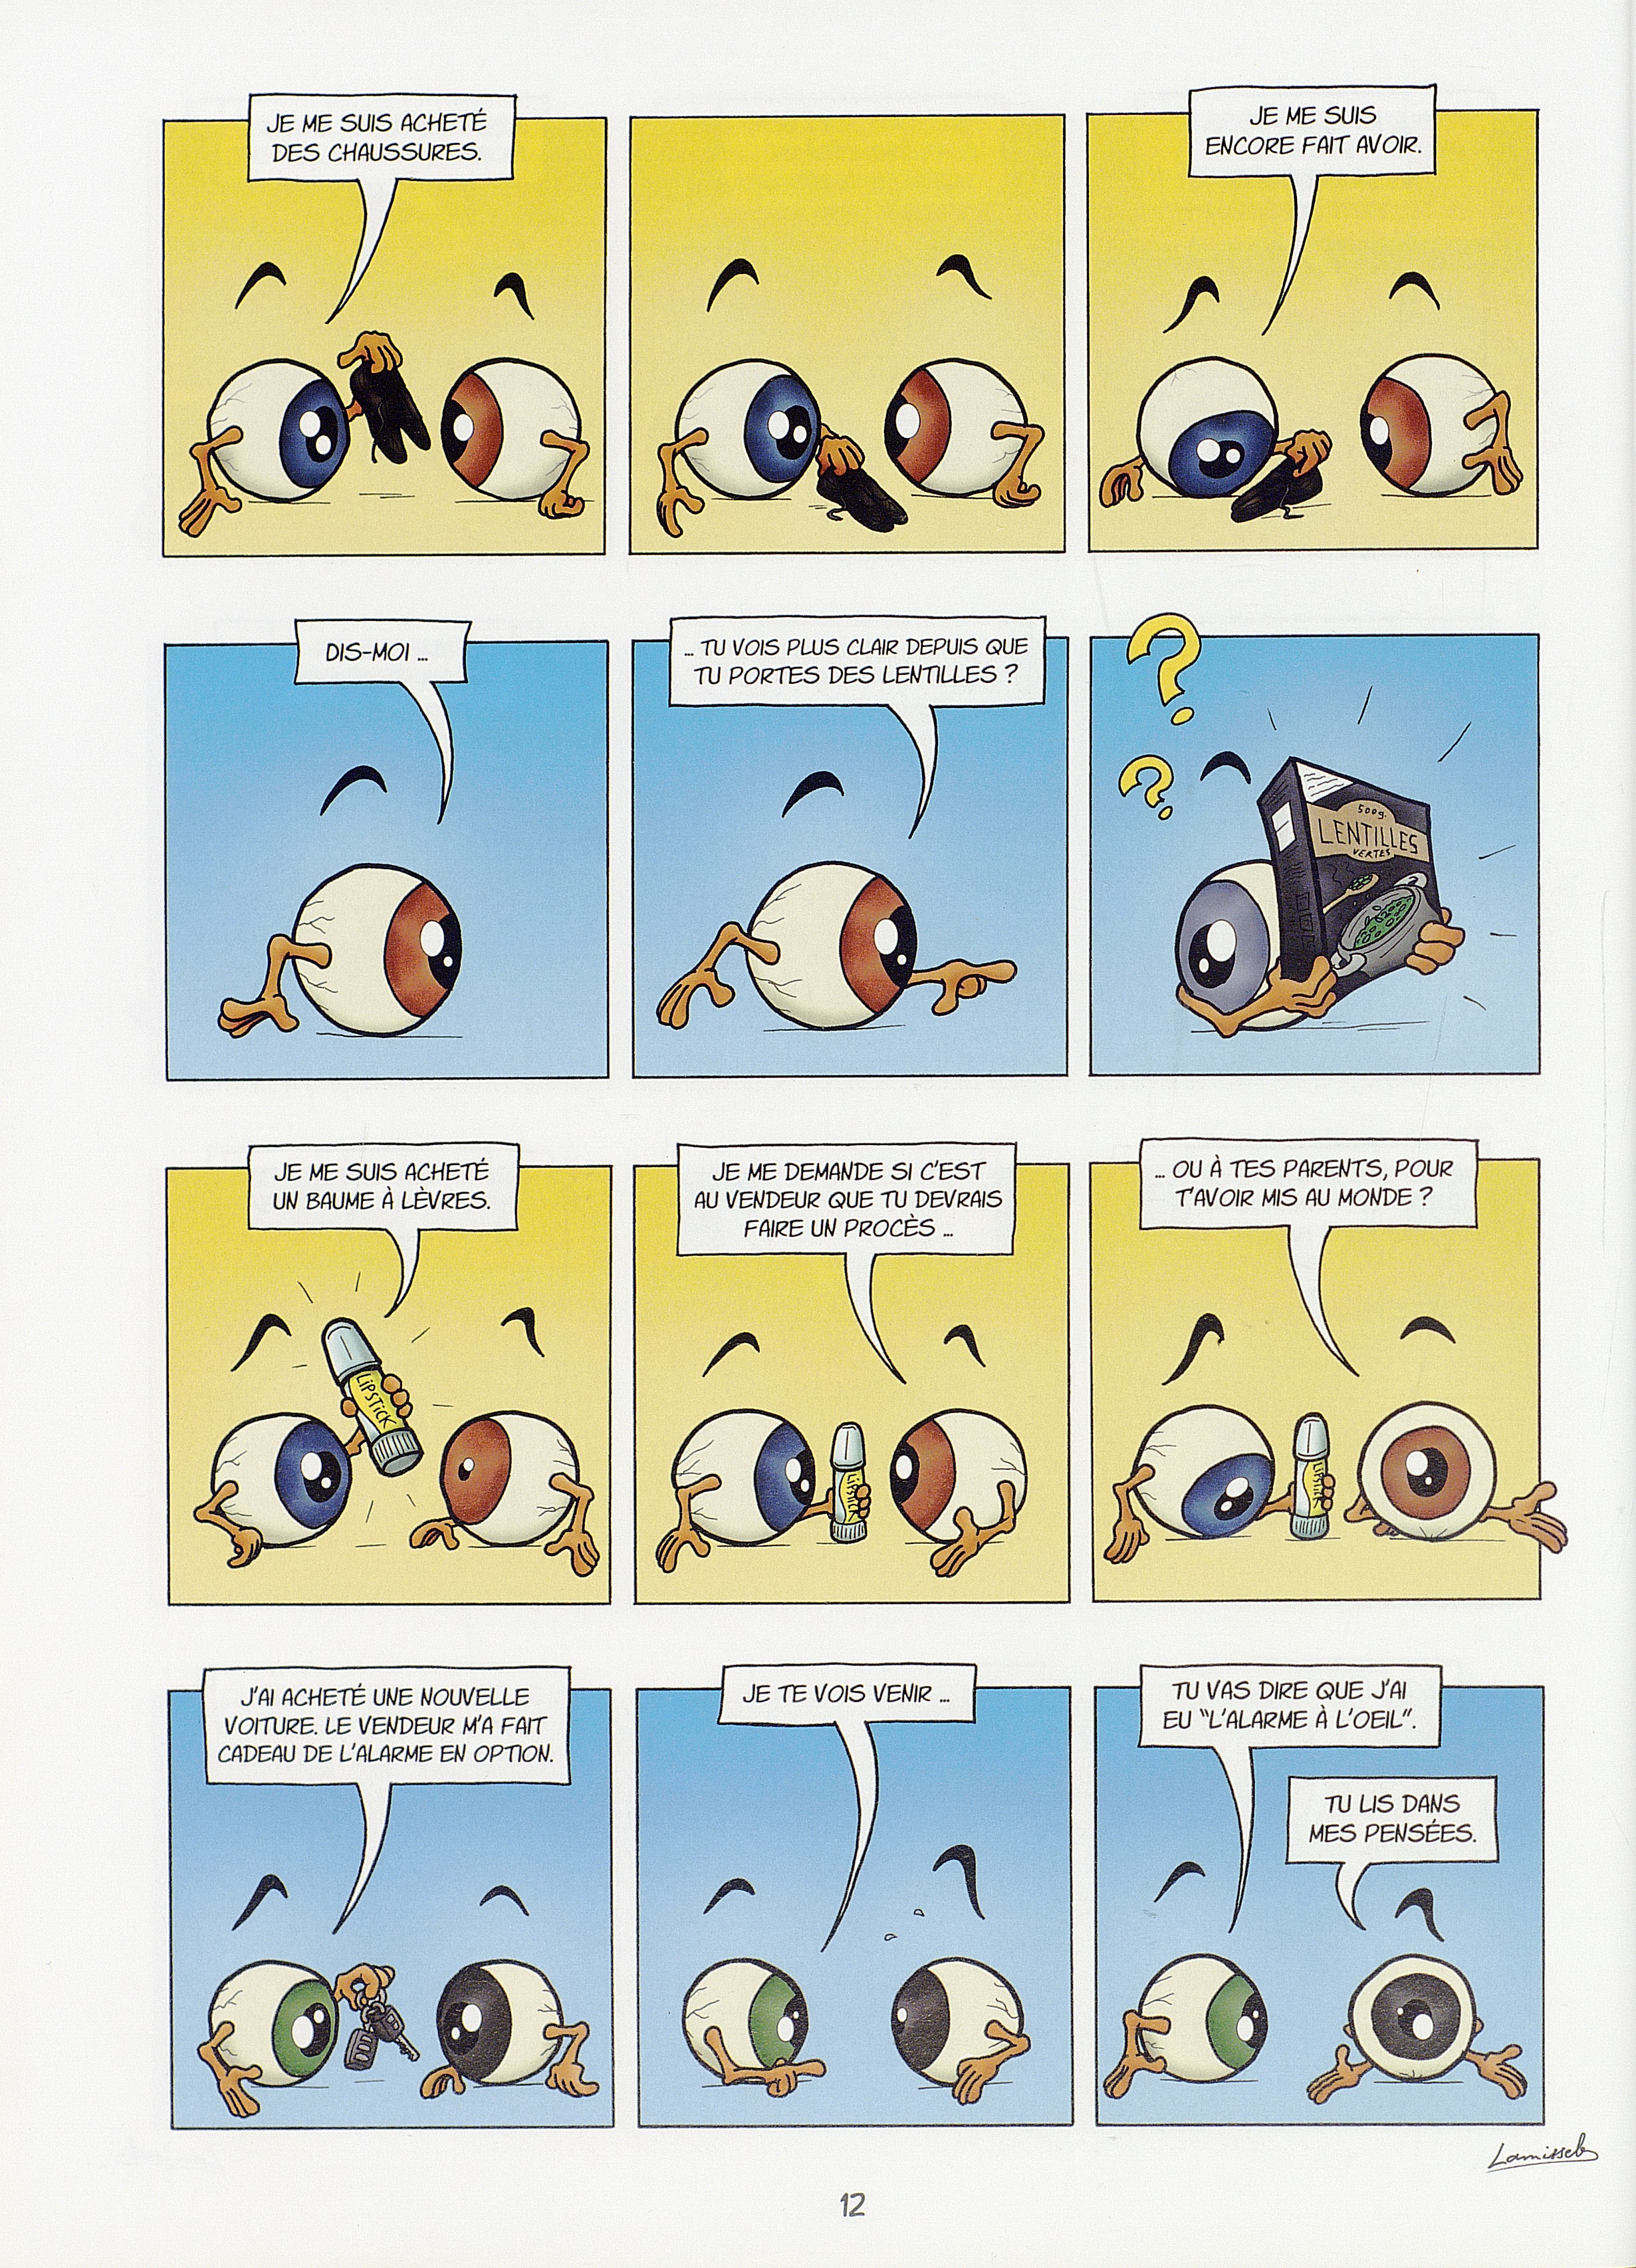 JE ME SUIS ACHETÉ
DES CHAUSSURES.
JE ME SUIS
ENCORE FAIT AVOIR.
DIS-MOI ...
... TU VOIS PLUS CLAIR DEPUIS QUE
TU PORTES DES LENTILLES ?
?
?
500g.
LENTILLES
VERTES
JE ME SUIS ACHETÉ
UN BAUME À LÈVRES.
LIPSTICK
JE ME DEMANDE SI C'EST
AU VENDEUR QUE TU DEVRAIS
FAIRE UN PROCÈS ...
LIPSTICK
... OU À TES PARENTS, POUR
T'AVOIR MIS AU MONDE ?
LIPSTICK
J'AI ACHETÉ UNE NOUVELLE
VOITURE. LE VENDEUR M'A FAIT
CADEAU DE L'ALARME EN OPTION.
JE TE VOIS VENIR ...
TU VAS DIRE QUE J'AI
EU "L'ALARME À L'OEIL".
TU LIS DANS
MES PENSÉES.
12